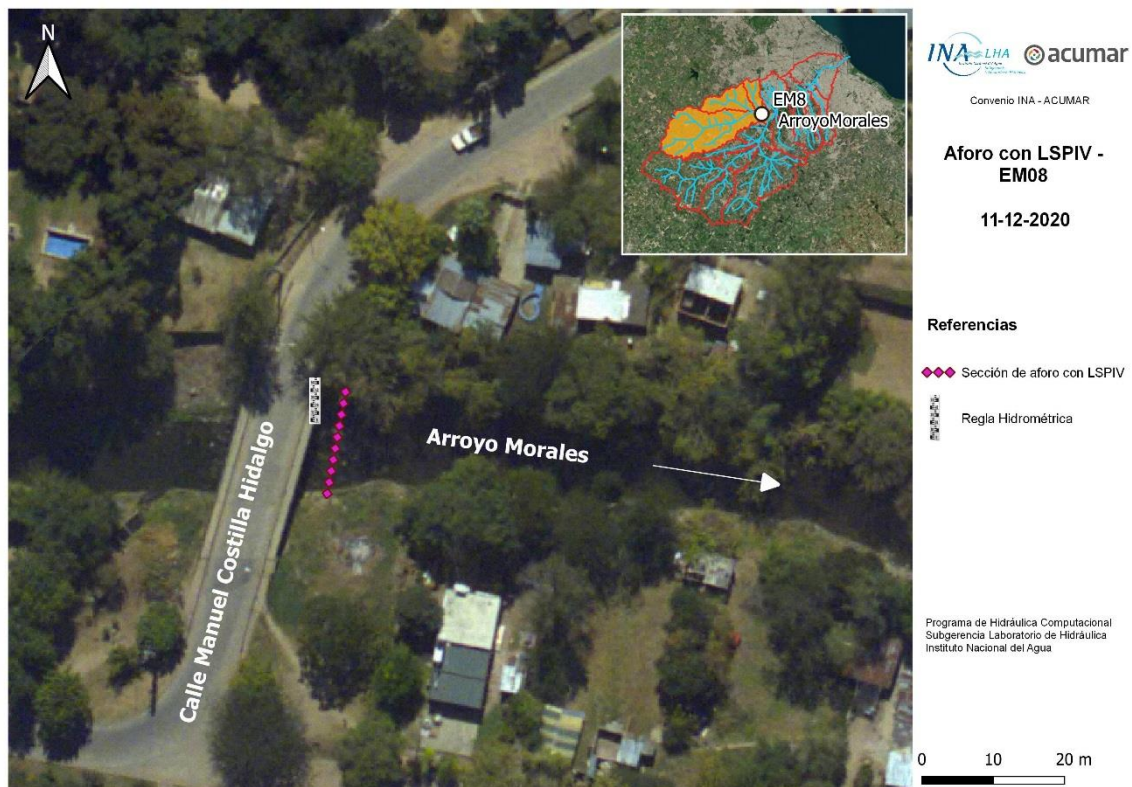 N
EM8
ArroyoMorales
Arroyo Morales
Calle Manuel Costilla Hidalgo
INA LHA
acumar
Convenio INA - ACUMAR
Aforo con LSPIV -
EM08
11-12-2020
Referencias
Sección de aforo con LSPIV
Regla Hidrométrica
Programa de Hidráulica Computacional
Subgerencia Laboratorio de Hidráulica
Instituto Nacional del Agua
0 10 20 m